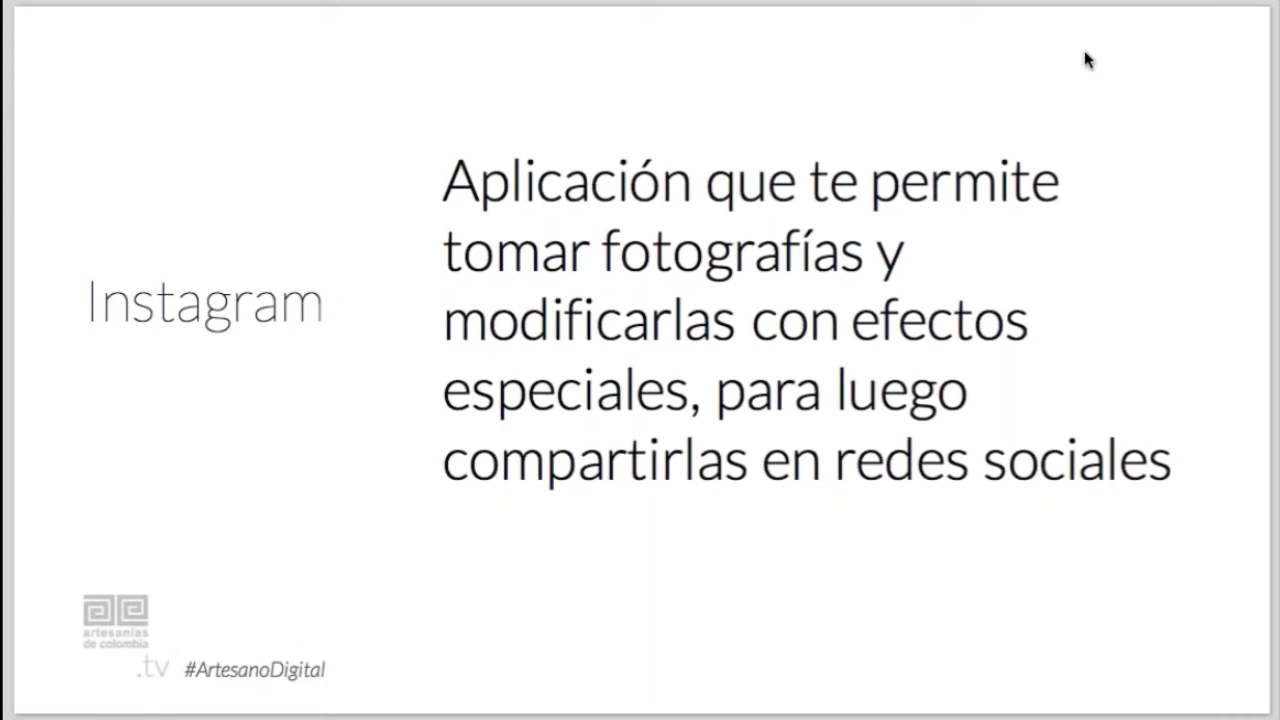 Instagram
Aplicación que te permite
tomar fotografías y
modificarlas con efectos
especiales, para luego
compartirlas en redes sociales
artesanías
de colombia
.tv #ArtesanoDigital